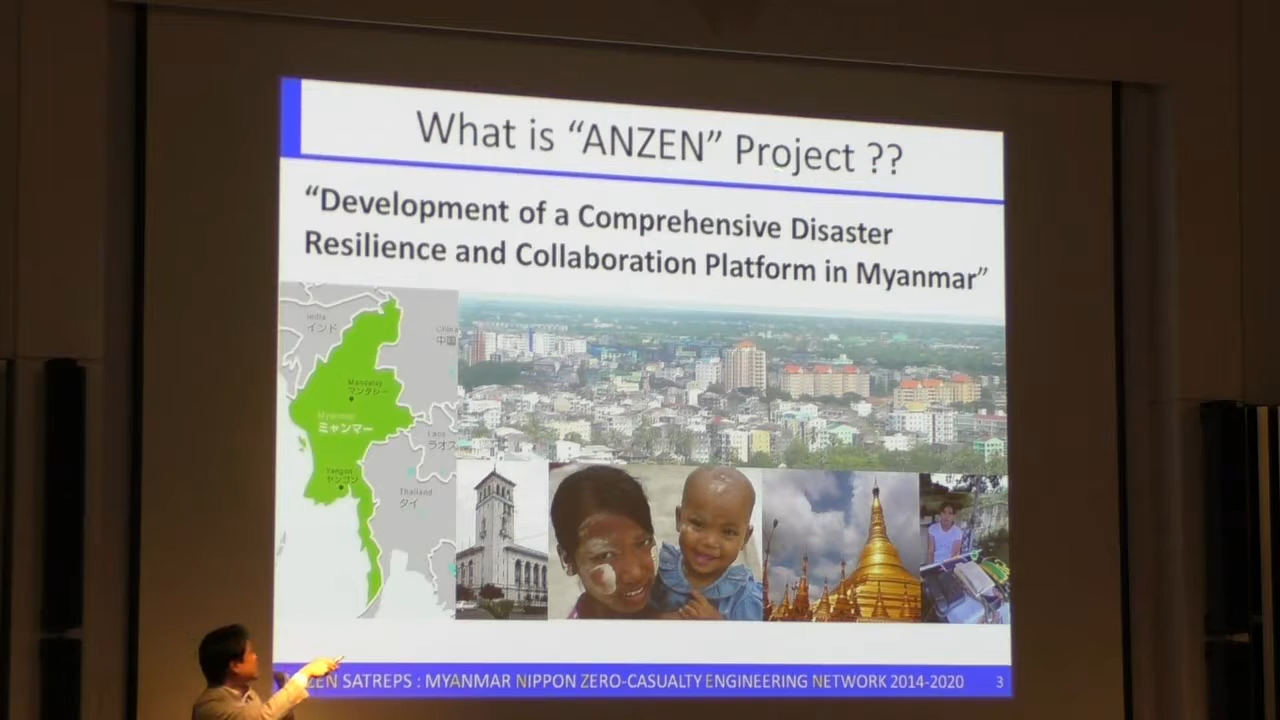 What is “ANZEN” Project ??
“Development of a Comprehensive Disaster
Resilience and Collaboration Platform in Myanmar”
India
インド
China
中国
Mandalay
マンダレー
Myanmar
ミャンマー
Laos
ラオス
Yangon
ヤンゴン
Thailand
タイ
ZEN SATREPS : MYANMAR NIPPON ZERO-CASUALTY ENGINEERING NETWORK 2014-2020
3